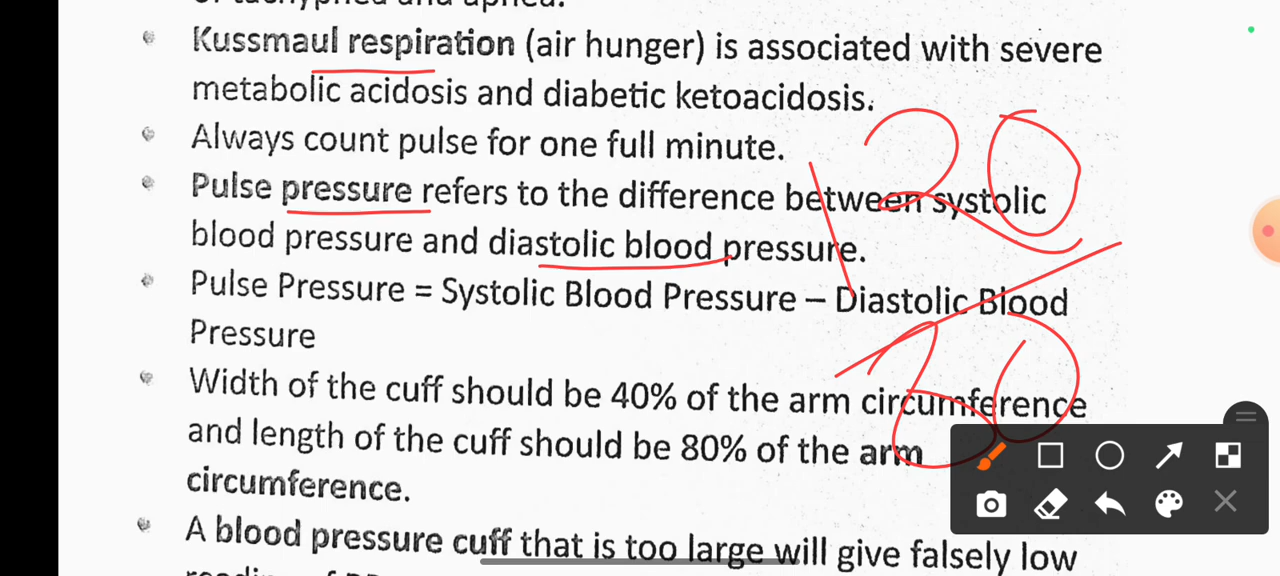 tachypnea and apnea.
• Kussmaul respiration (air hunger) is associated with severe
metabolic acidosis and diabetic ketoacidosis.
• Always count pulse for one full minute.
• Pulse pressure refers to the difference between systolic
blood pressure and diastolic blood pressure.
• Pulse Pressure = Systolic Blood Pressure – Diastolic Blood
Pressure
• Width of the cuff should be 40% of the arm circumference
and length of the cuff should be 80% of the arm
circumference.
• A blood pressure cuff that is too large will give falsely low
120